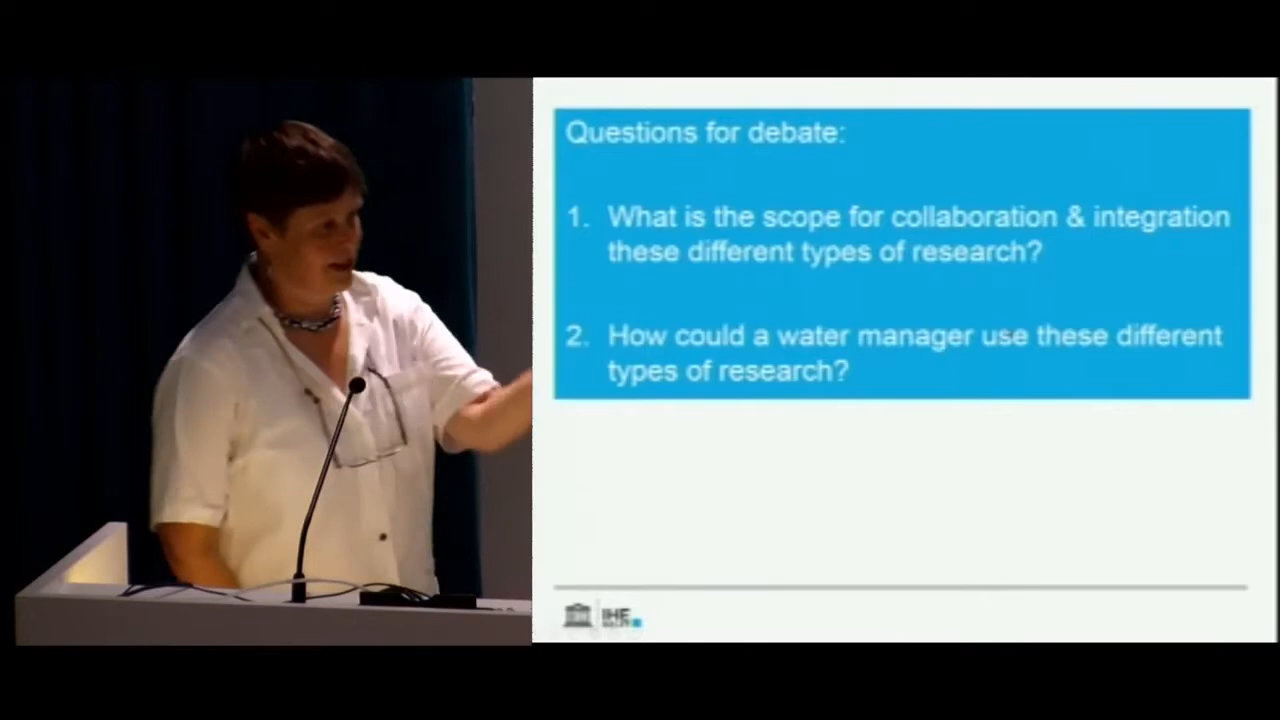 Questions for debate:
1. What is the scope for collaboration & integration
these different types of research?
2. How could a water manager use these different
types of research?
IHE